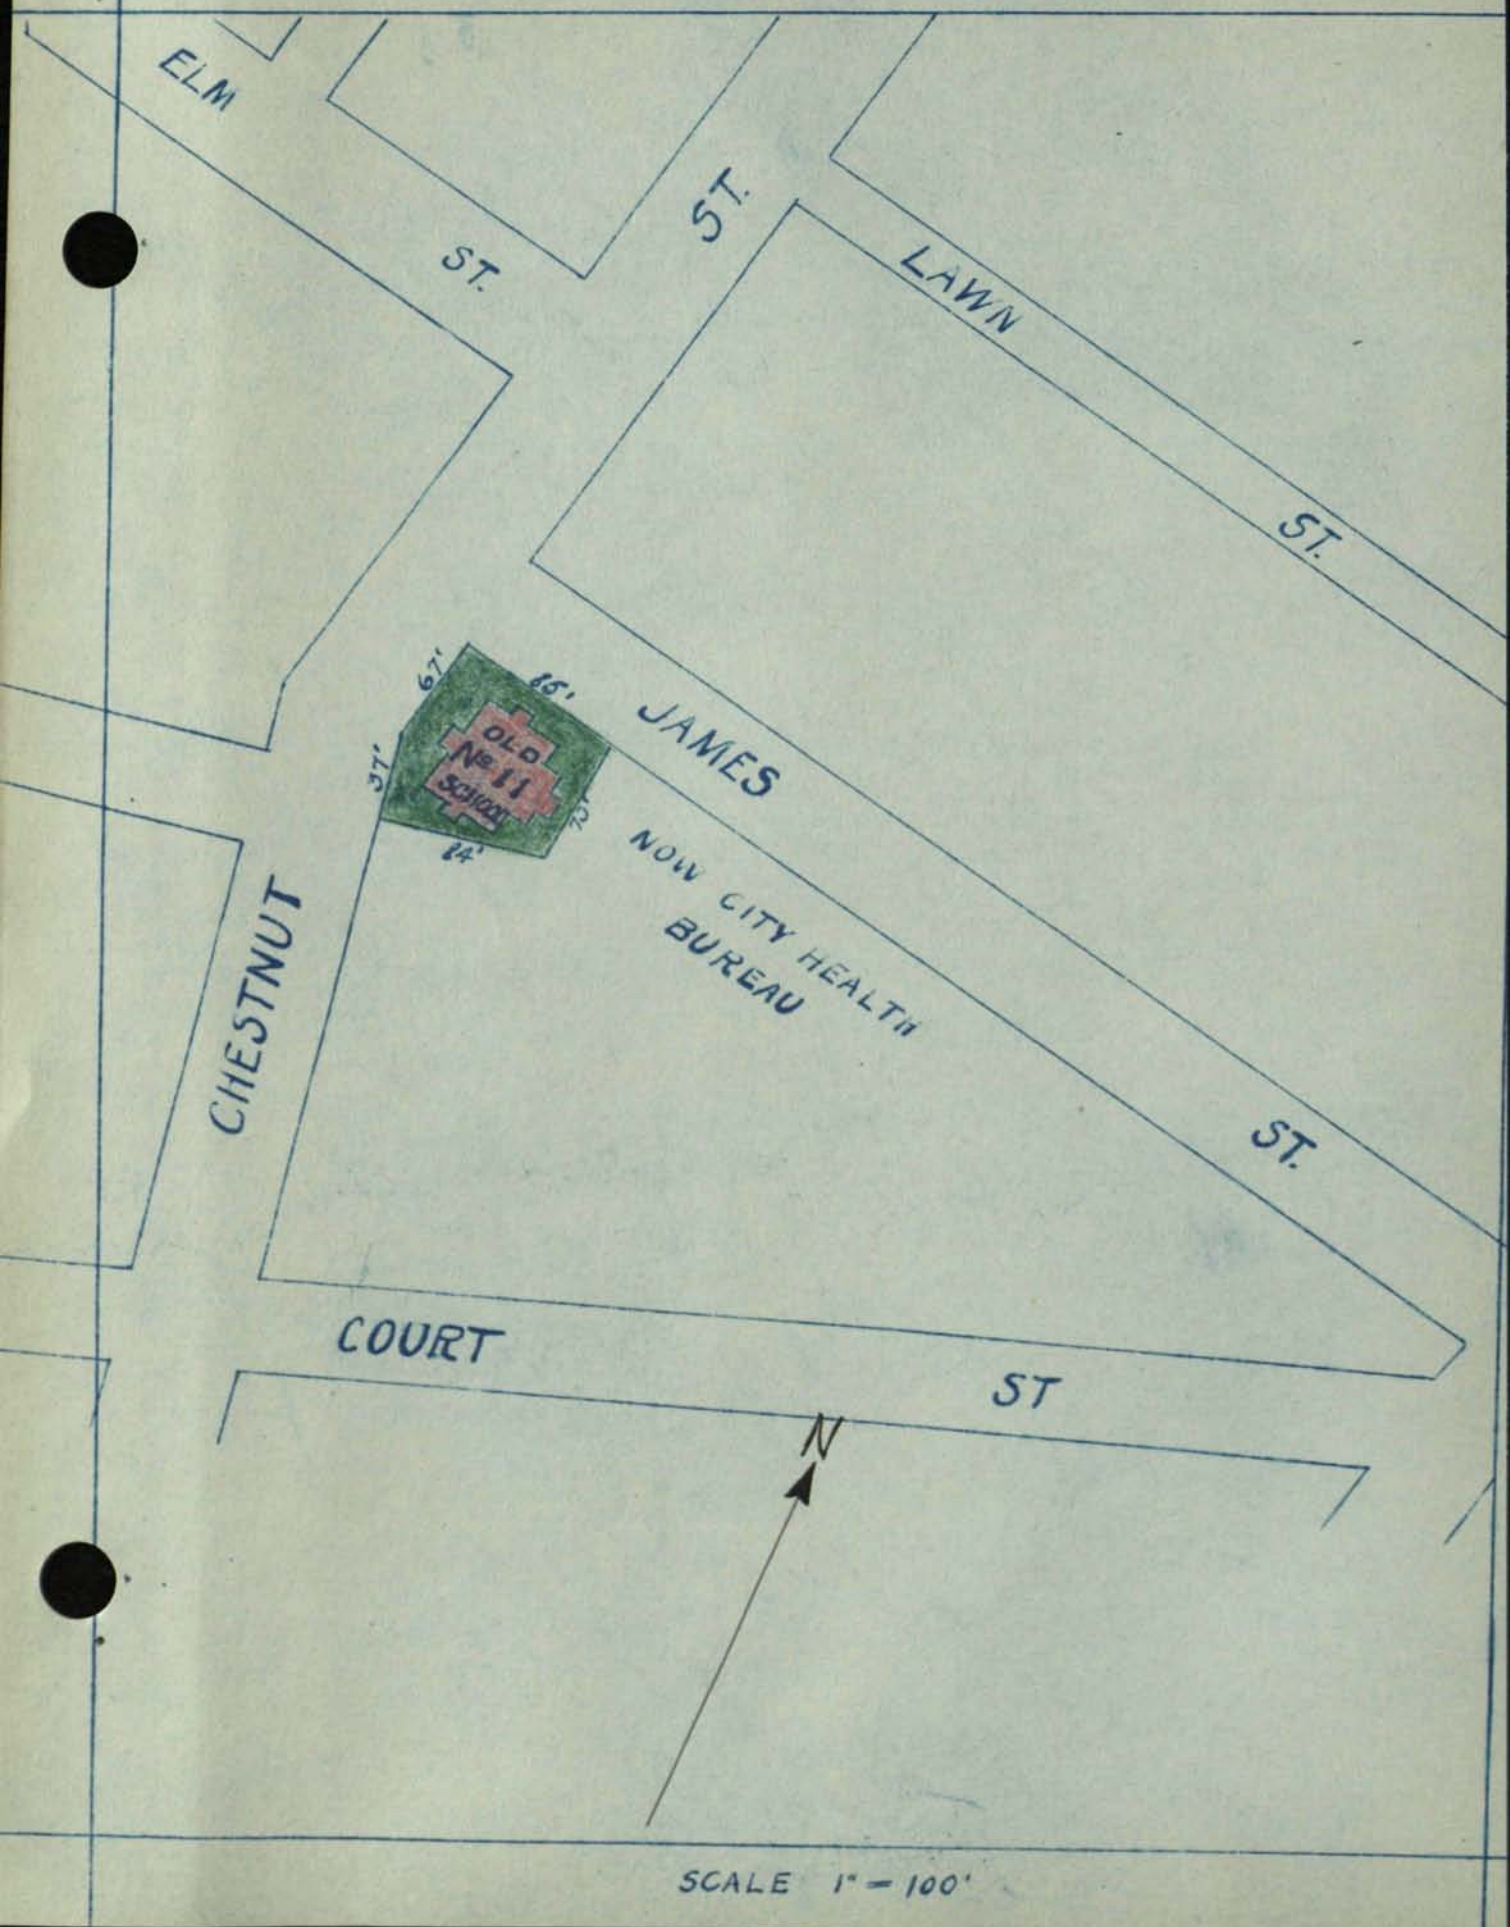 ELM
ST.
ST.
LAWN
ST.
67'
OLD
No. 11
SCHOOL
37'
84'
JAMES
ST.
NOW CITY HEALTH
BUREAU
CHESTNUT
COURT
ST
N
SCALE 1" = 100'